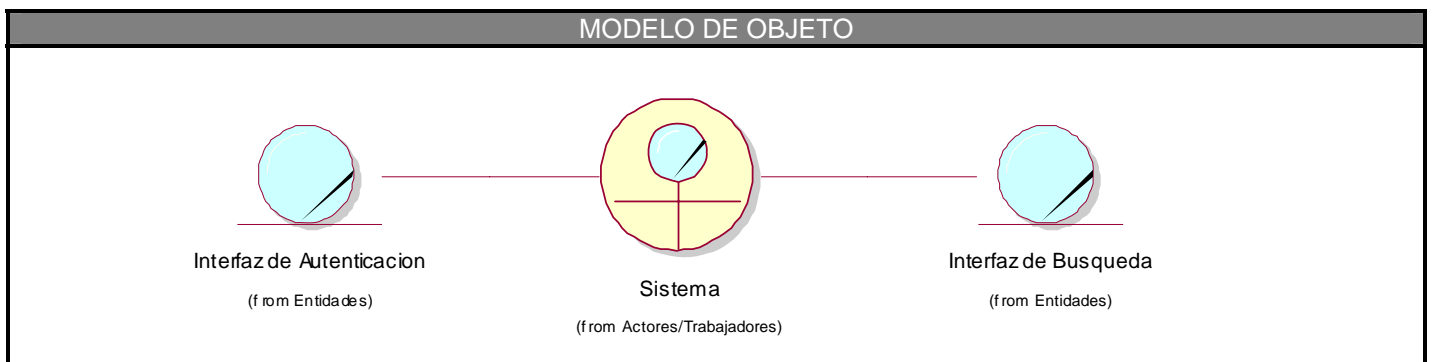 MODELO DE OBJETO
Interfaz de Autenticacion
(from Entidades)
Sistema
(from Actores/Trabajadores)
Interfaz de Busqueda
(from Entidades)